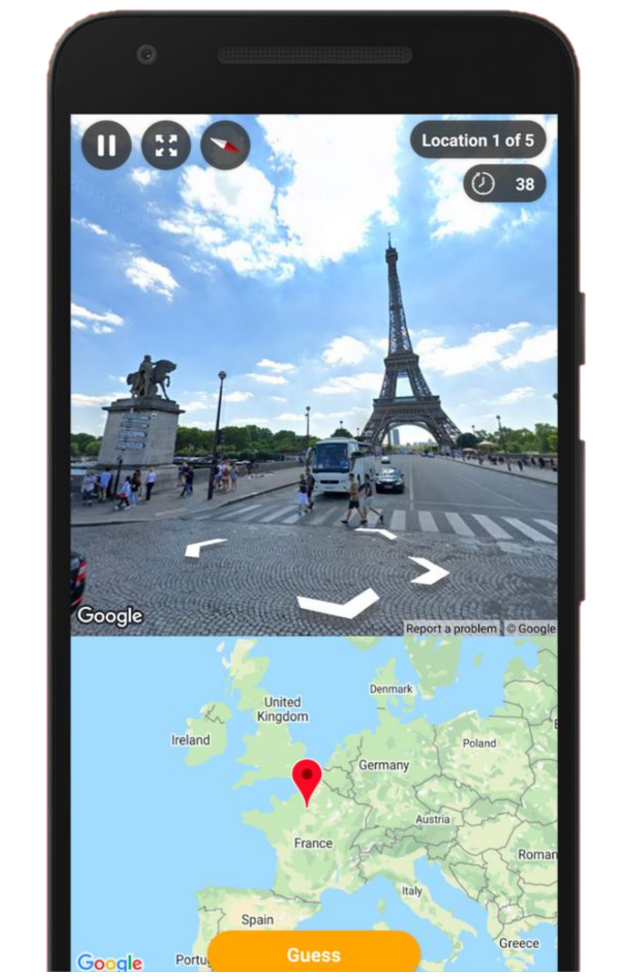 Location 1 of 5
38
Google
Report a problem
© Google
Denmark
United
Kingdom
Ireland
Poland
Germany
Austria
France
Roman
Italy
Spain
Portu
Greece
Guess
Google